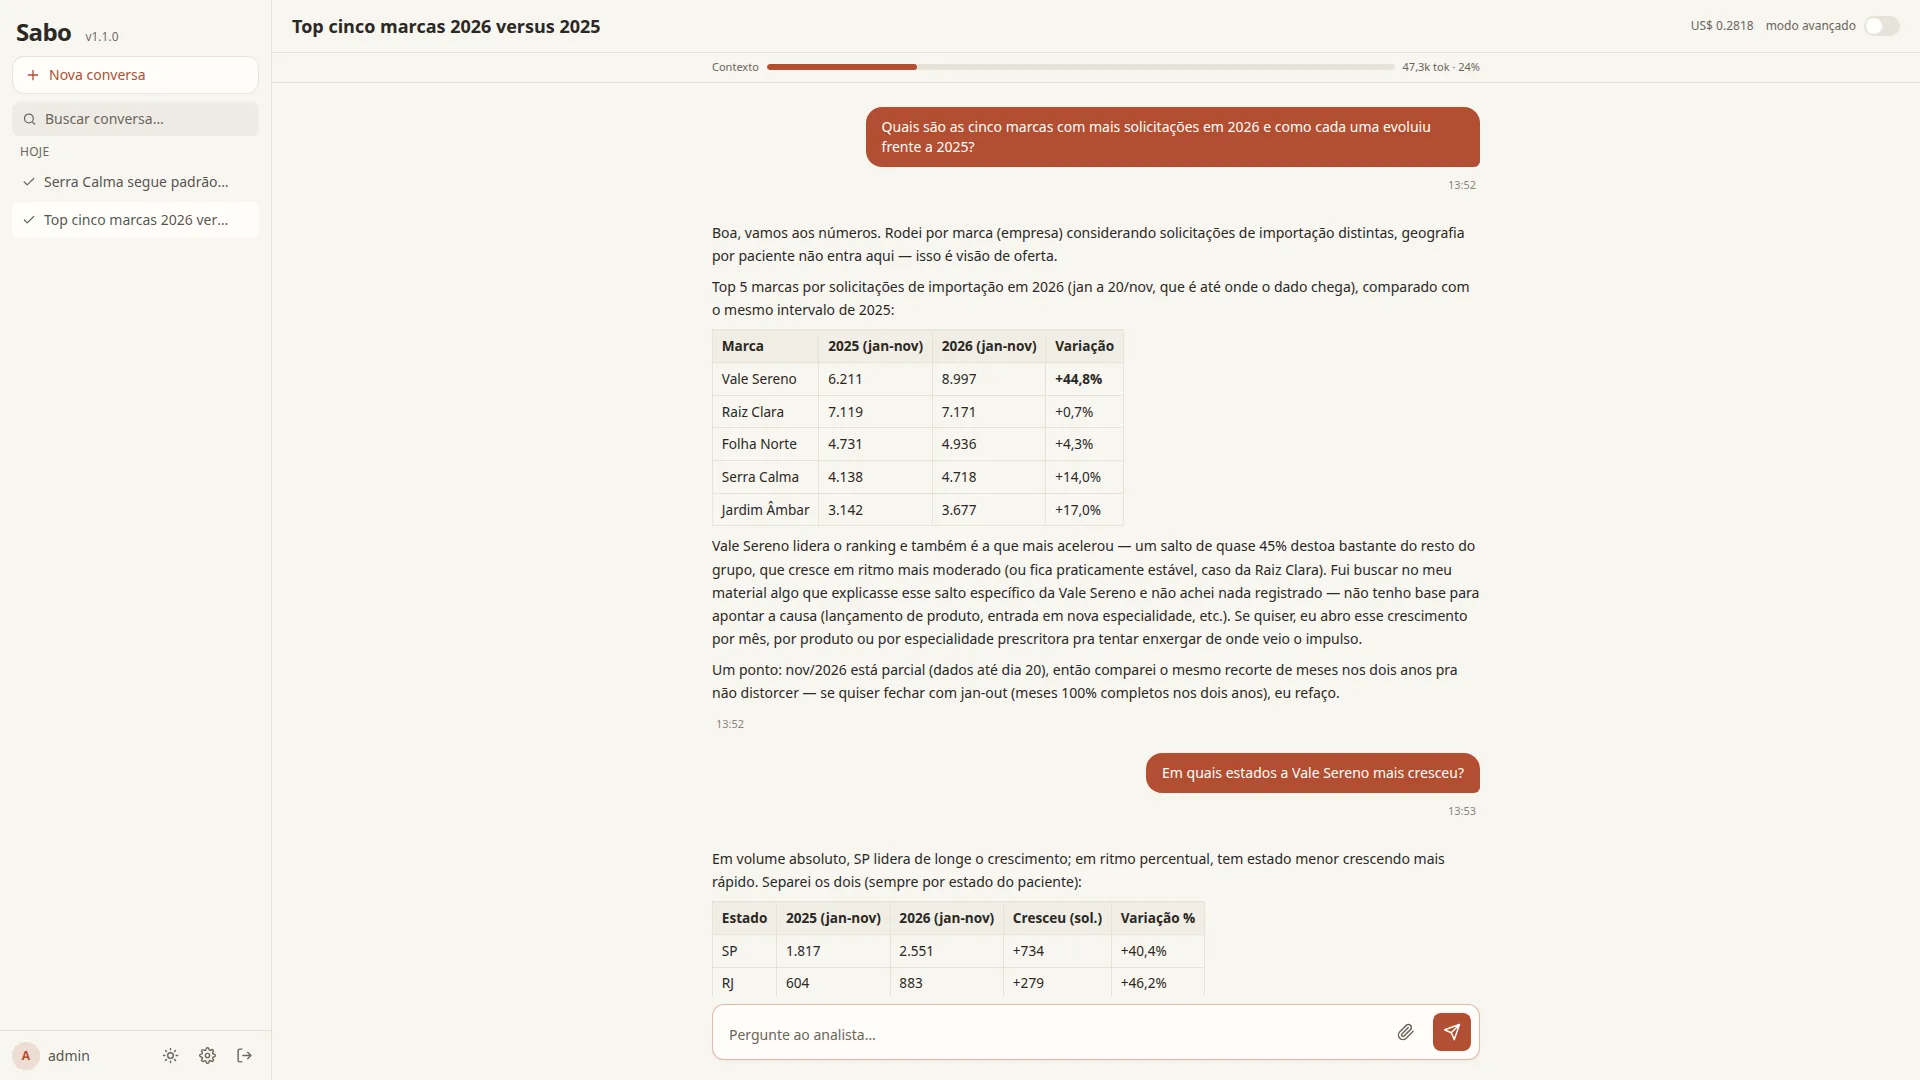 Sabo v1.1.0
Nova conversa
Buscar conversa...
HOJE
Serra Calma segue padrão...
Top cinco marcas 2026 ver...
A admin
Top cinco marcas 2026 versus 2025
US$ 0.2818 modo avançado
Contexto 47,3k tok · 24%
Quais são as cinco marcas com mais solicitações em 2026 e como cada uma evoluiu
frente a 2025?
13:52
Boa, vamos aos números. Rodei por marca (empresa) considerando solicitações de importação distintas, geografia
por paciente não entra aqui — isso é visão de oferta.
Top 5 marcas por solicitações de importação em 2026 (jan a 20/nov, que é até onde o dado chega), comparado com
o mesmo intervalo de 2025:
Marca 2025 (jan-nov) 2026 (jan-nov) Variação
Vale Sereno 6.211 8.997 +44,8%
Raiz Clara 7.119 7.171 +0,7%
Folha Norte 4.731 4.936 +4,3%
Serra Calma 4.138 4.718 +14,0%
Jardim Âmbar 3.142 3.677 +17,0%
Vale Sereno lidera o ranking e também é a que mais acelerou — um salto de quase 45% destoa bastante do resto do
grupo, que cresce em ritmo mais moderado (ou fica praticamente estável, caso da Raiz Clara). Fui buscar no meu
material algo que explicasse esse salto específico da Vale Sereno e não achei nada registrado — não tenho base para
apontar a causa (lançamento de produto, entrada em nova especialidade, etc.). Se quiser, eu abro esse crescimento
por mês, por produto ou por especialidade prescritora pra tentar enxergar de onde veio o impulso.
Um ponto: nov/2026 está parcial (dados até dia 20), então comparei o mesmo recorte de meses nos dois anos pra
não distorcer — se quiser fechar com jan-out (meses 100% completos nos dois anos), eu refaço.
13:52
Em quais estados a Vale Sereno mais cresceu?
13:53
Em volume absoluto, SP lidera de longe o crescimento; em ritmo percentual, tem estado menor crescendo mais
rápido. Separei os dois (sempre por estado do paciente):
Estado 2025 (jan-nov) 2026 (jan-nov) Cresceu (sol.) Variação %
SP 1.817 2.551 +734 +40,4%
RJ 604 883 +279 +46,2%
Pergunte ao analista...